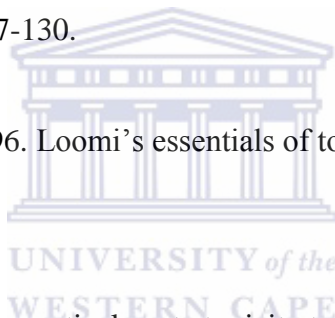 7-130.
96. Loomi's essentials of to
UNIVERSITY of the
WESTERN CAPE